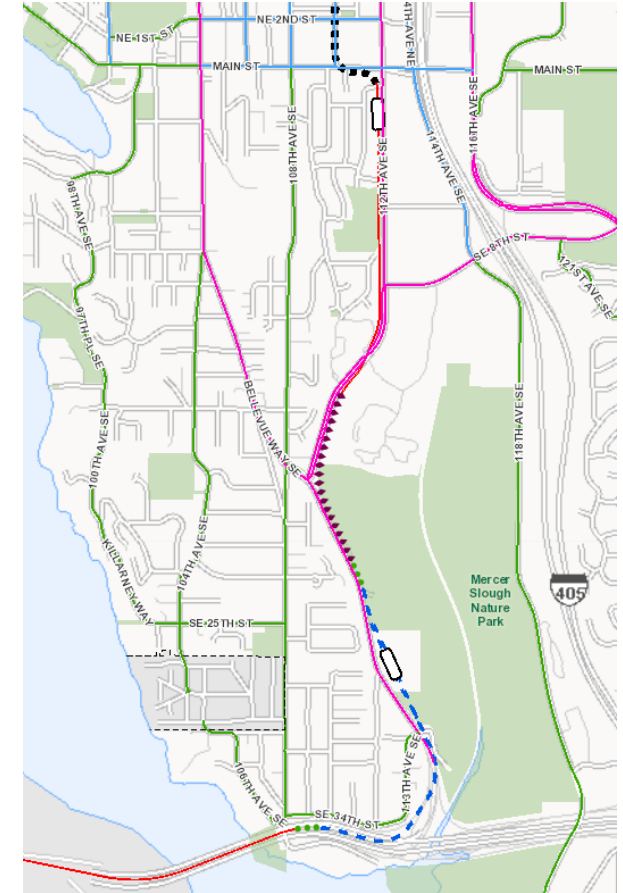 NE 2ND ST
4TH AVE NE
NE 1ST ST
MAIN ST
MAIN ST
114TH AVE SE
116TH AVE SE
108TH AVE SE
98TH AVE SE
112TH AVE SE
SE 8TH ST
121ST AVE SE
97TH PL SE
BELLEVUE WAY SE
100TH AVE SE
118TH AVE SE
104TH AVE SE
KILLARNEY WAY
Mercer
Slough
Nature
Park
405
SE 25TH ST
113TH AVE SE
106TH AVE SE
SE 34TH ST